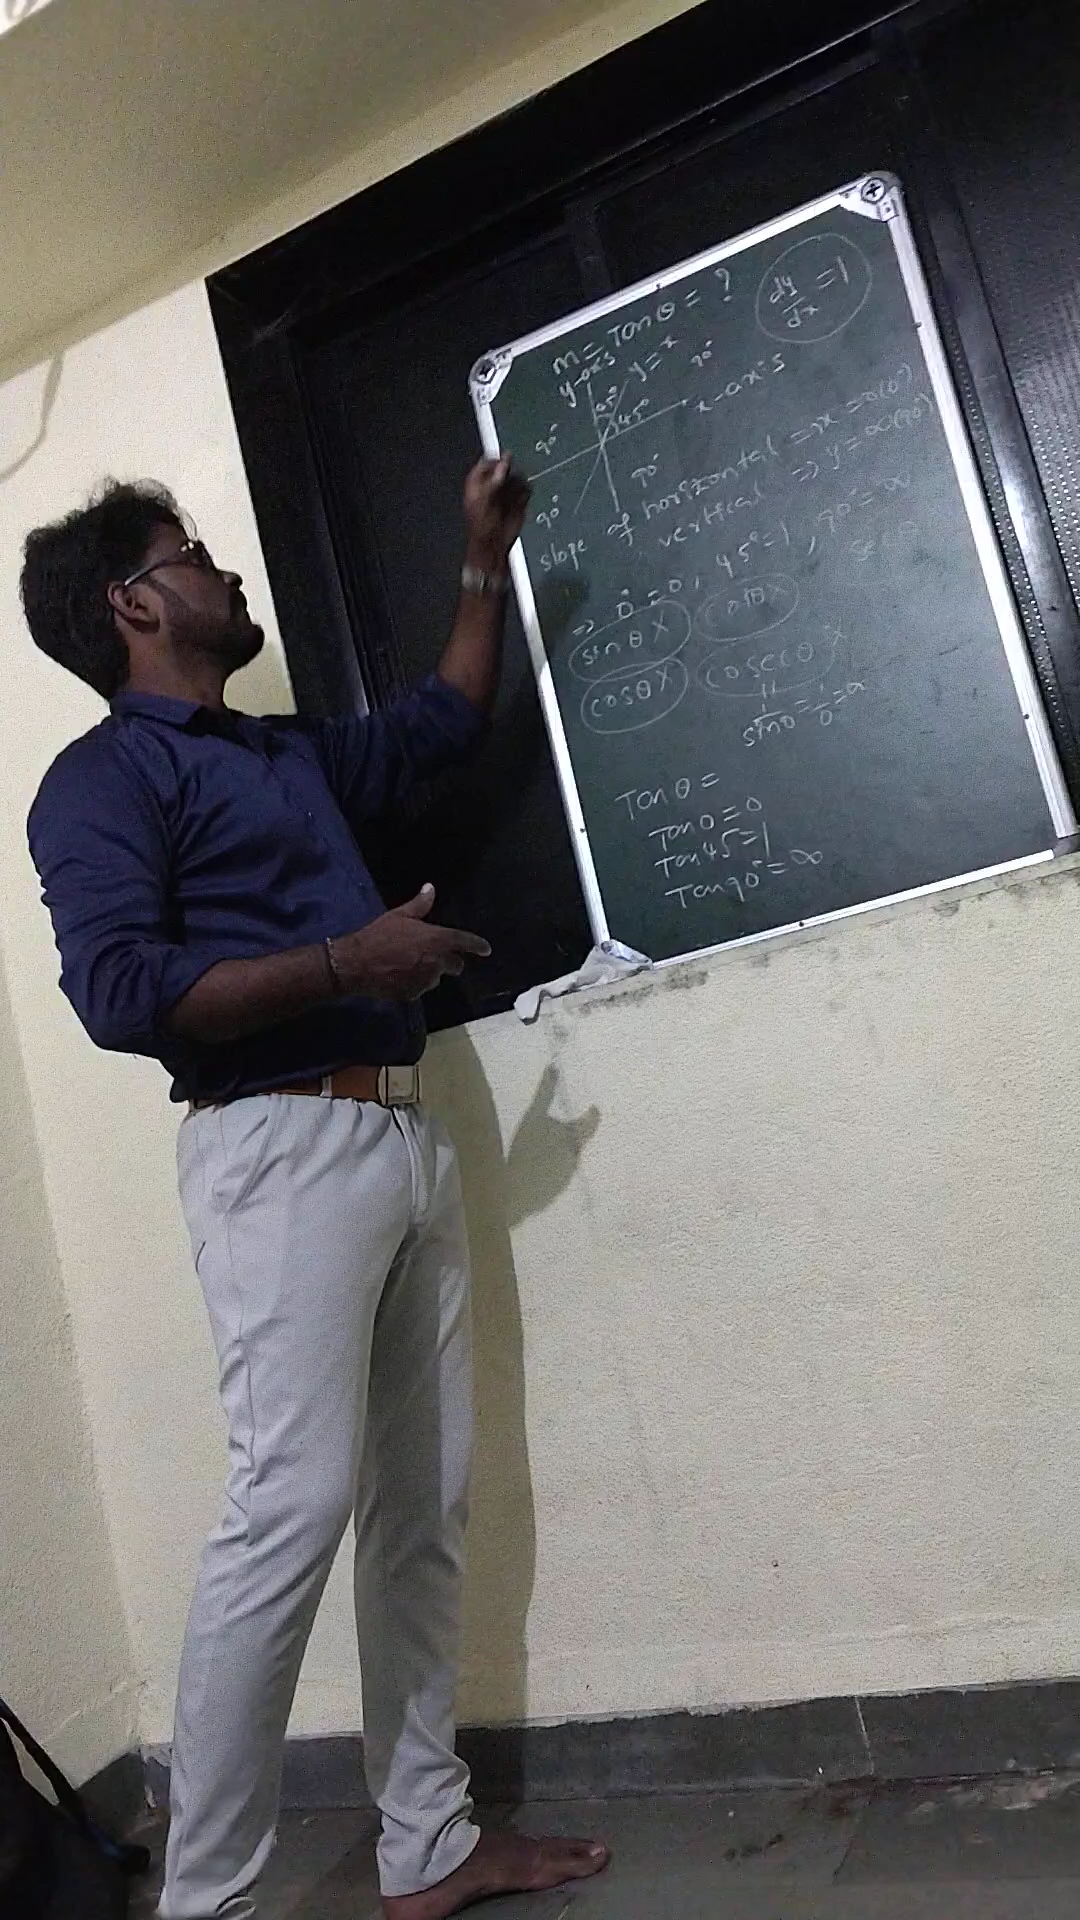 m = Tanθ = ?
dy/dx = 1
y-axis
y = x
90°
45°
45°
x-axis
90°
90°
90°
slope of horizontal => x = 0(0°)
vertical => y = ∞(90°)
=> 0° = 0, 45° = 1, 90° = ∞
sinθ X
cotθ X
cosθ X
cosecθ X
1/sin0 = 1/0 = ∞
Tanθ =
Tan0 = 0
Tan45 = 1
Tan90° = ∞